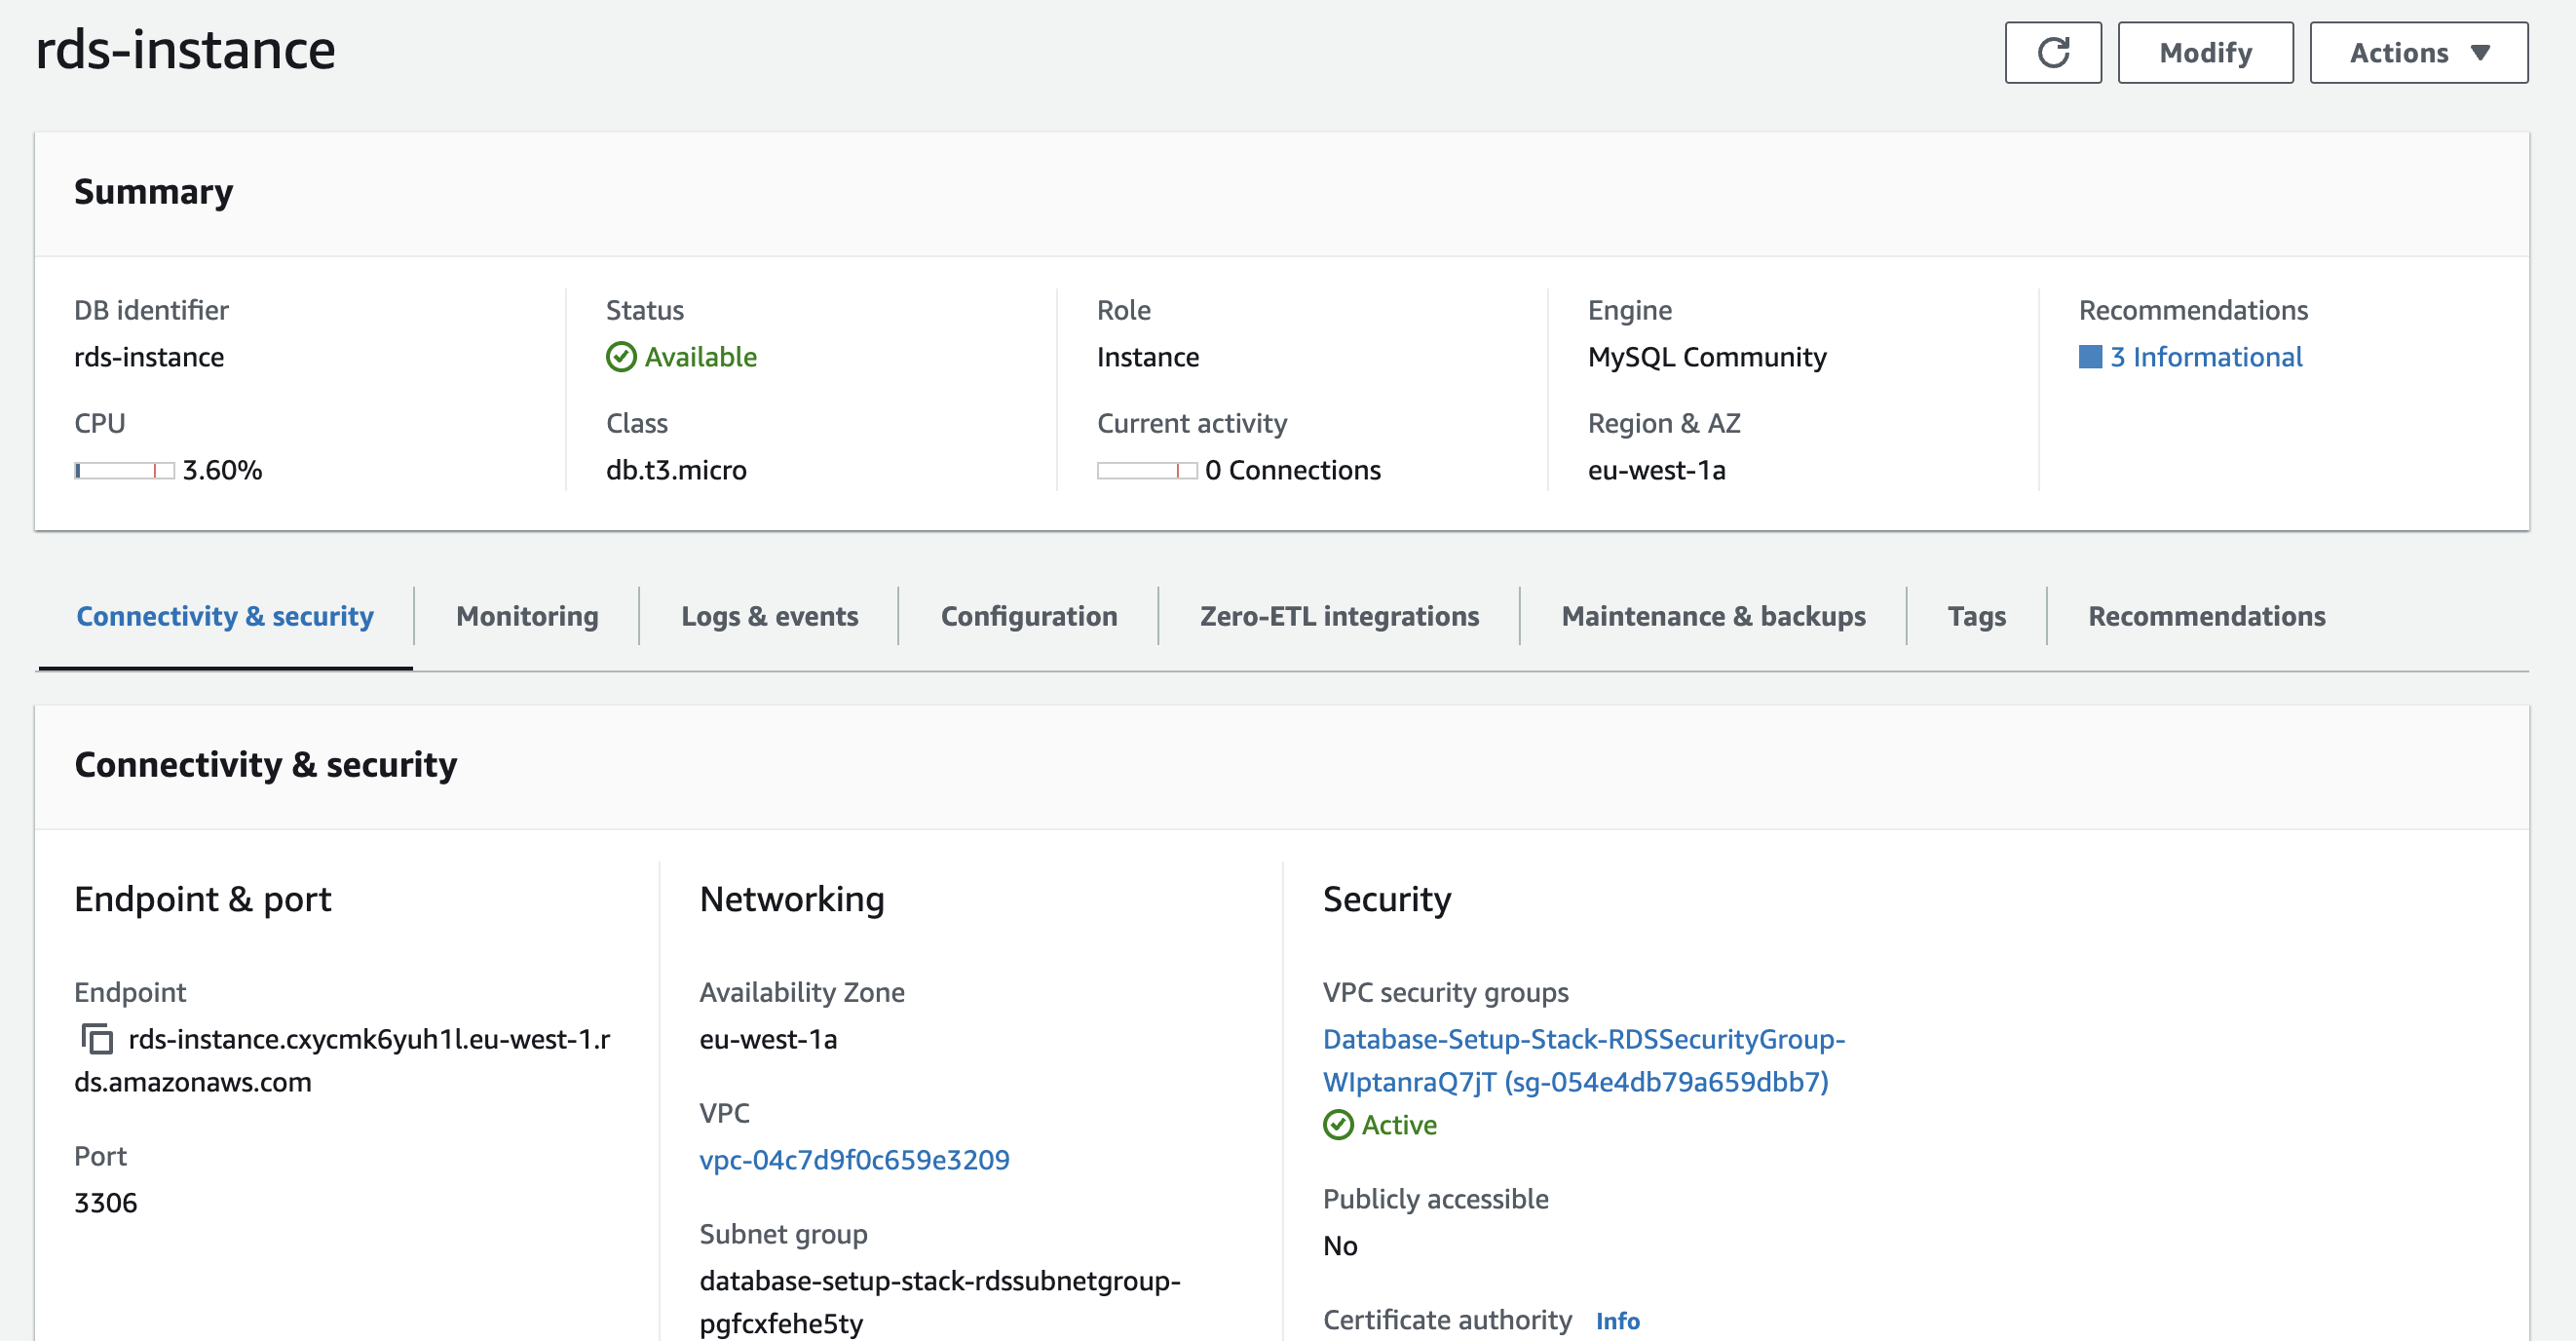 rds-instance
Modify
Actions
Summary
DB identifier
rds-instance
Status
Available
Role
Instance
Engine
MySQL Community
Recommendations
3 Informational
CPU
3.60%
Class
db.t3.micro
Current activity
0 Connections
Region & AZ
eu-west-1a
Connectivity & security
Monitoring
Logs & events
Configuration
Zero-ETL integrations
Maintenance & backups
Tags
Recommendations
Connectivity & security
Endpoint & port
Endpoint
rds-instance.cxycmk6yuh1l.eu-west-1.r
ds.amazonaws.com
Port
3306
Networking
Availability Zone
eu-west-1a
VPC
vpc-04c7d9f0c659e3209
Subnet group
database-setup-stack-rdssubnetgroup-
pgfcxfehe5ty
Security
VPC security groups
Database-Setup-Stack-RDSSecurityGroup-
WIptanraQ7jT (sg-054e4db79a659dbb7)
Active
Publicly accessible
No
Certificate authority Info